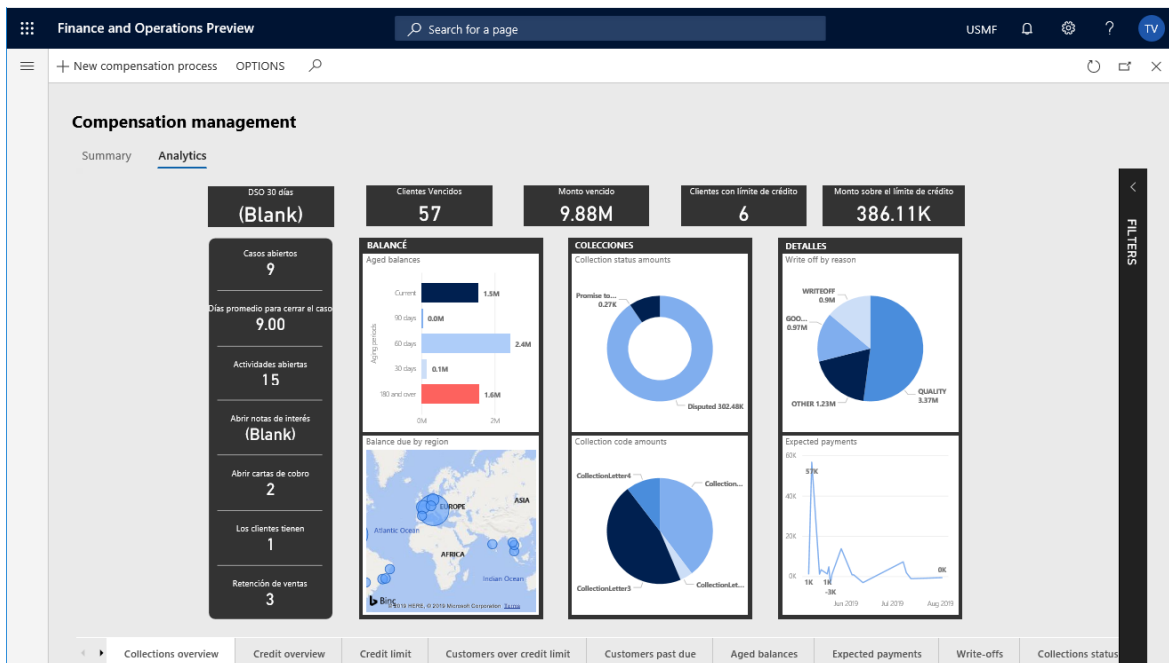 Finance and Operations Preview
Search for a page
USMF
TV
New compensation process OPTIONS
Compensation management
Summary Analytics
DSO 30 días
(Blank)
Clientes Vencidos
57
Monto vencido
9.88M
Clientes con límite de crédito
6
Monto sobre el límite de crédito
386.11K
FILTERS
Casos abiertos
9
Días promedio para cerrar el caso
9.00
Actividades abiertas
15
Abrir notas de interés
(Blank)
Abrir cartas de cobro
2
Los clientes tienen
1
Retención de ventas
3
BALANCÉ
Aged balances
Aging periods
Current 1.5M
90 days 0.0M
60 days 2.4M
30 days 0.1M
180 and over 1.6M
0M 2M
Balance due by region
EUROPE
ASIA
Atlantic Ocean
AFRICA
Indian Ocean
Bing
© 2019 HERE, © 2019 Microsoft Corporation Terms
COLECCIONES
Collection status amounts
Promise to...
0.27K
Disputed 302.48K
Collection code amounts
CollectionLetter4
Collection...
CollectionLetter3
CollectionLet...
DETALLES
Write off by reason
WRITEOFF
0.9M
GOO...
0.97M
OTHER 1.23M
QUALITY
3.37M
Expected payments
60K
57K
40K
20K
0K
0K
1K 1K
-3K
Jun 2019 Jul 2019 Aug 2019
Collections overview Credit overview Credit limit Customers over credit limit Customers past due Aged balances Expected payments Write-offs Collections status